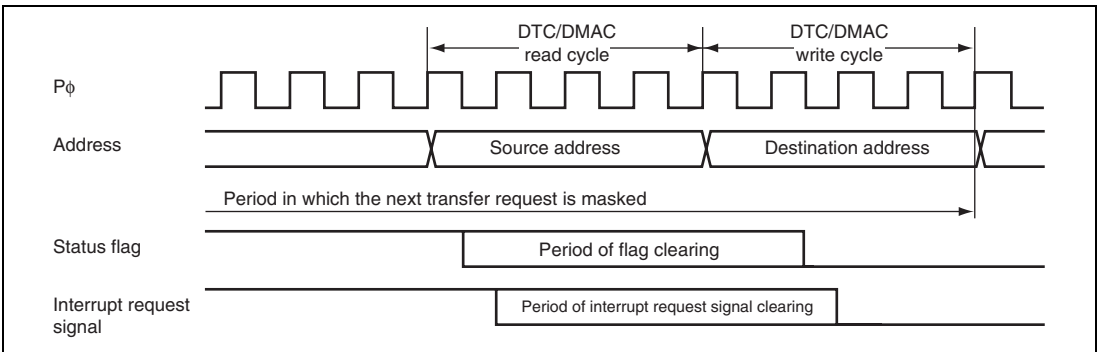 DTC/DMAC DTC/DMAC
read cycle write cycle
Pϕ
Address Source address Destination address
Period in which the next transfer request is masked
Status flag Period of flag clearing
Interrupt request Period of interrupt request signal clearing
signal